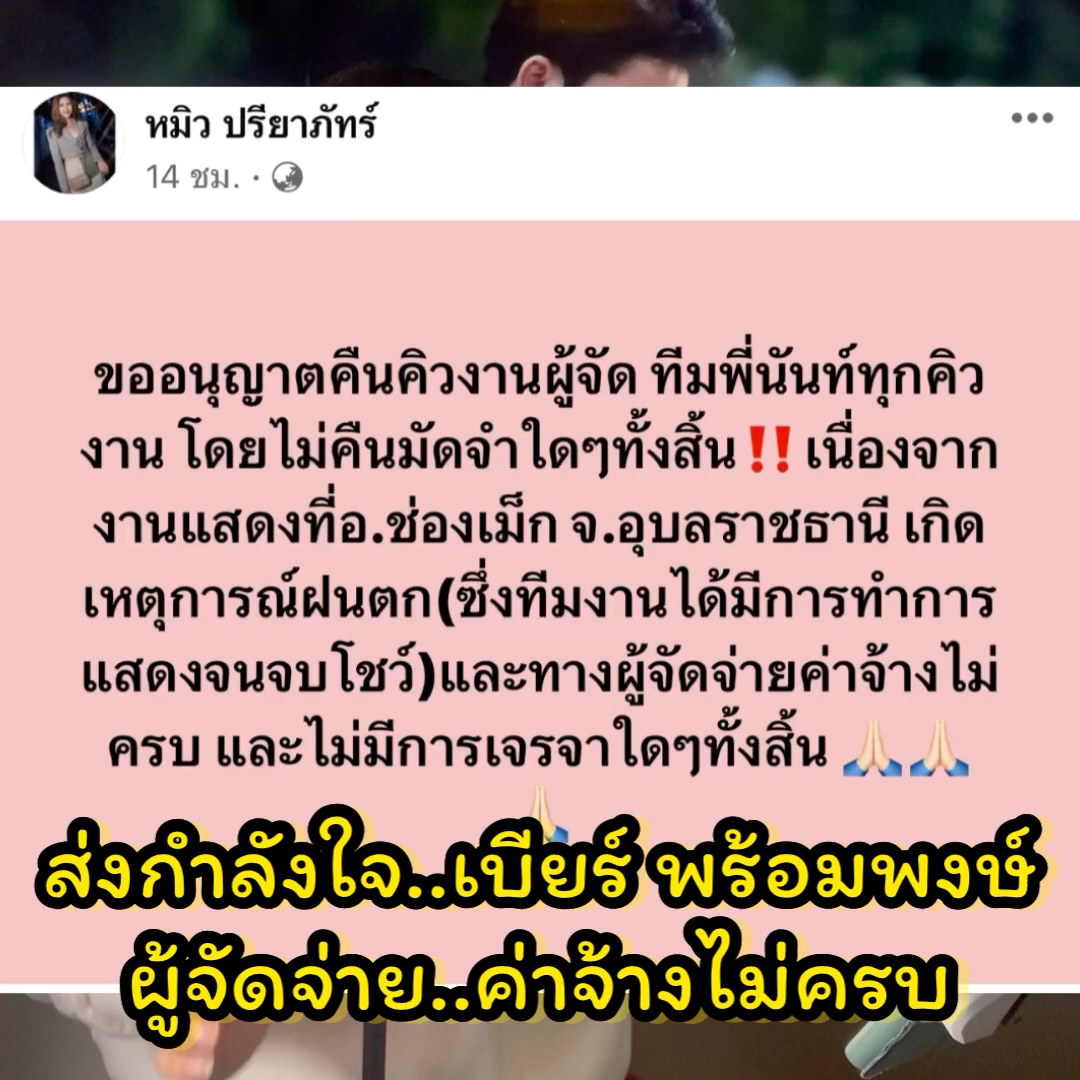 หมิว ปรียาภัทร์
14 ชม.
ขออนุญาตคืนคิวงานผู้จัด ทีมพี่นันท์ทุกคิว
งาน โดยไม่คืนมัดจำใดๆทั้งสิ้น‼️ เนื่องจาก
งานแสดงที่อ.ช่องเม็ก จ.อุบลราชธานี เกิด
เหตุการณ์ฝนตก(ซึ่งทีมงานได้มีการทำการ
แสดงจนจบโชว์)และทางผู้จัดจ่ายค่าจ้างไม่
ครบ และไม่มีการเจรจาใดๆทั้งสิ้น 🙏🏻🙏🏻
🙏🏻
ส่งกำลังใจ..เบียร์ พร้อมพงษ์
ผู้จัดจ่าย..ค่าจ้างไม่ครบ